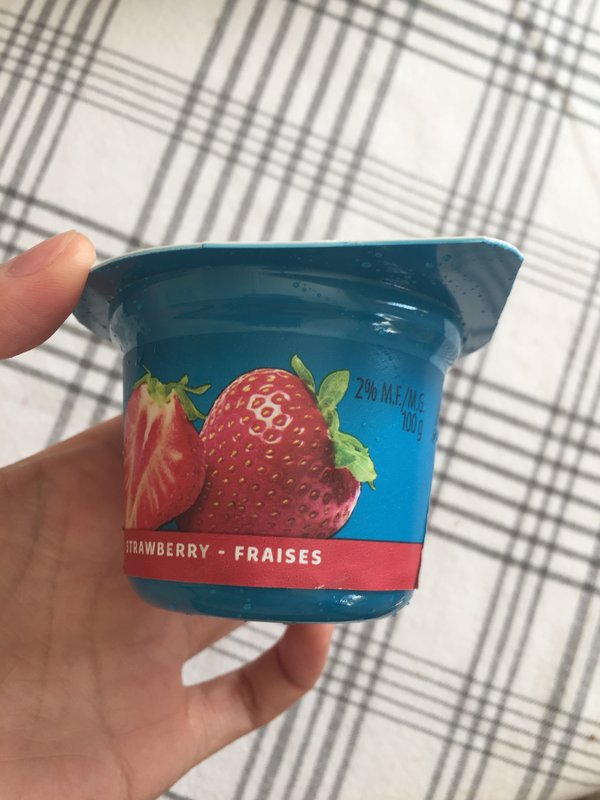 2% M.F./M.G.
100 g
STRAWBERRY - FRAISES